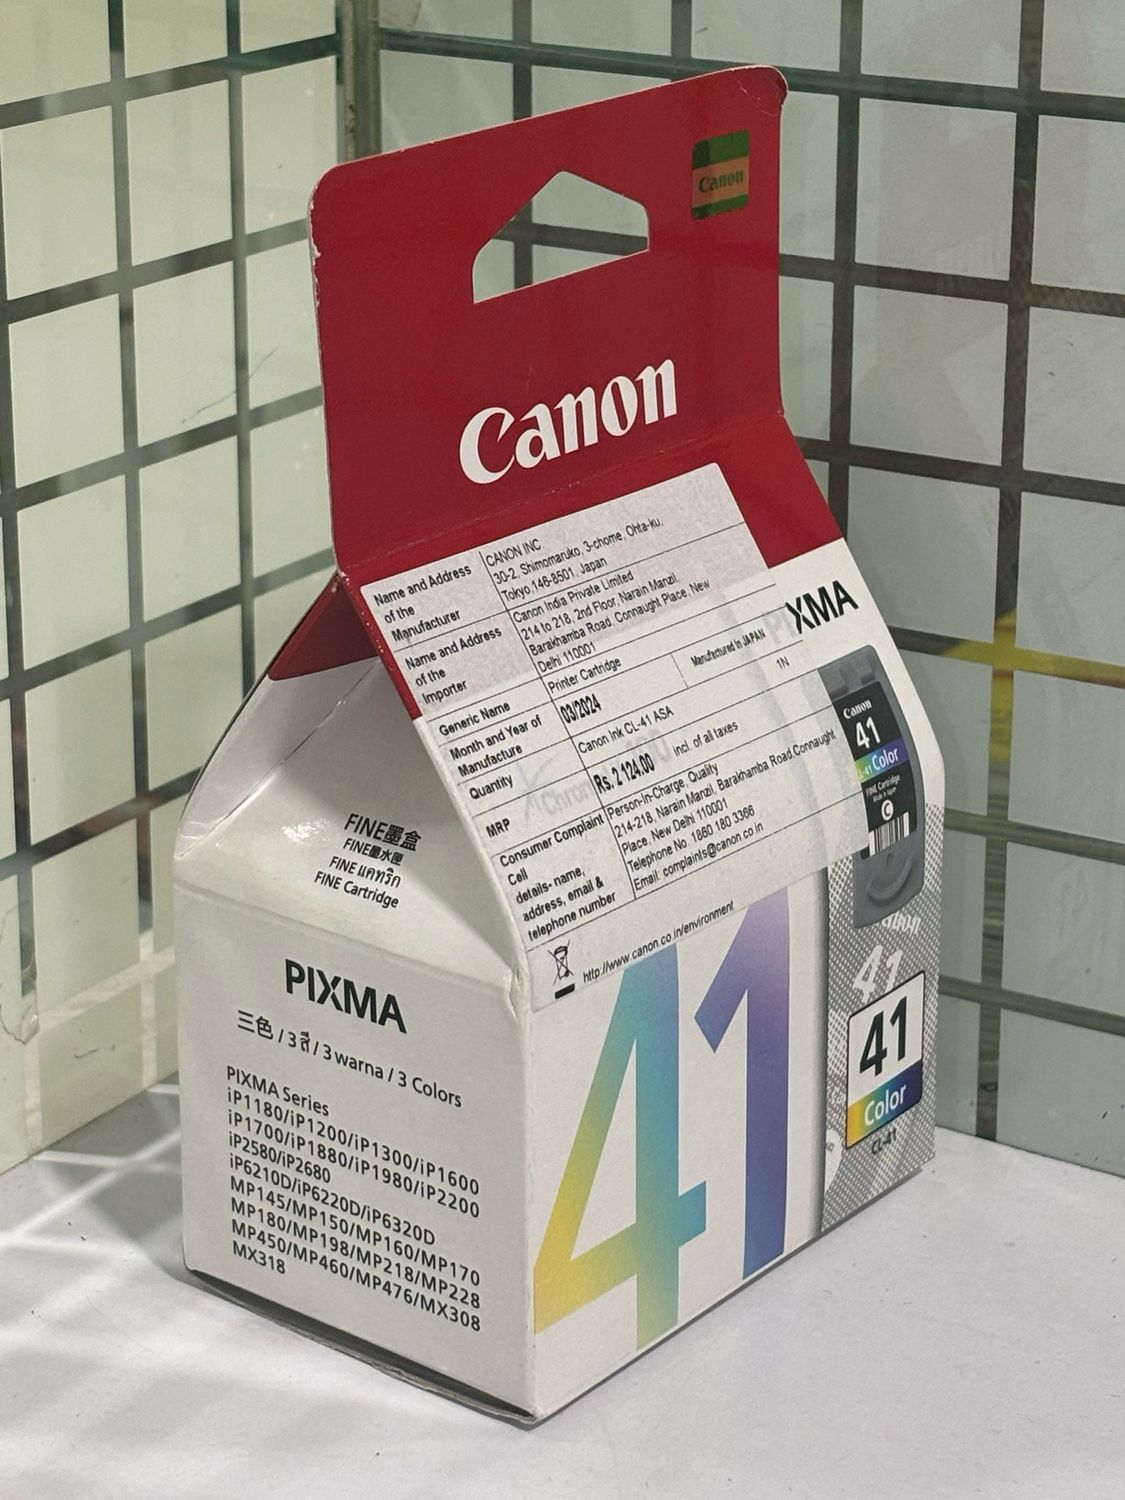 Canon
Canon
Name and Address of the Manufacturer
CANON INC
30-2, Shimomaruko, 3-chome, Ohta-ku,
Tokyo,146-8501, Japan
Name and Address of the Importer
Canon India Private Limited
214 to 218, 2nd Floor, Narain Manzil,
Barakhamba Road, Connaught Place, New
Delhi 110001
Generic Name
Printer Cartridge
Manufactured In JAPAN
Month and Year of Manufacture
03/2024
Quantity
Canon Ink CL-41 ASA
1N
MRP
Rs. 2 124.00 incl. of all taxes
Consumer Complaint Cell
details- name,
address, email &
telephone number
Person-In-Charge, Quality
214-218, Narain Manzil, Barakhamba Road,Connaught
Place, New Delhi 110001
Telephone No. 1860 180 3366
Email: complaints@canon.co.in
http://www.canon.co.in/environment
PIXMA
Canon
41
CL-41 Color
FINE Cartridge
Made in Japan
C
41
41
41
Color
CL-41
FINE墨盒
FINE墨水匣
FINE แคทริก
FINE Cartridge
PIXMA
三色 / 3 สี / 3 warna / 3 Colors
PIXMA Series
iP1180/iP1200/iP1300/iP1600
iP1700/iP1880/iP1980/iP2200
iP2580/iP2680
iP6210D/iP6220D/iP6320D
MP145/MP150/MP160/MP170
MP180/MP198/MP218/MP228
MP450/MP460/MP476/MX308
MX318